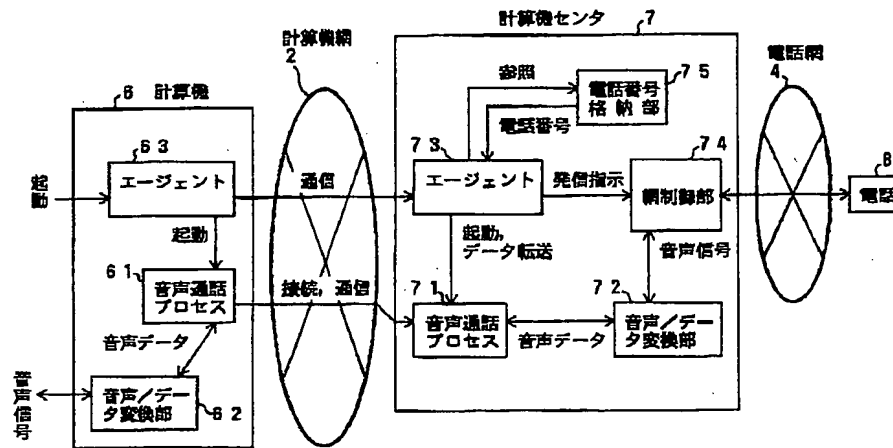 計算機センタ
7
計算機網
2
電話網
4
6 計算機
参照
75
電話番号
格納部
電話番号
63
73
74
起動
エージェント
通信
エージェント
発信指示
網制御部
8
電話
起動
起動,
データ転送
音声信号
61
音声通話
プロセス
接続, 通信
71
72
音声データ
音声通話
プロセス
音声データ
音声/デー
タ変換部
音声信号
音声/デー
タ変換部
62